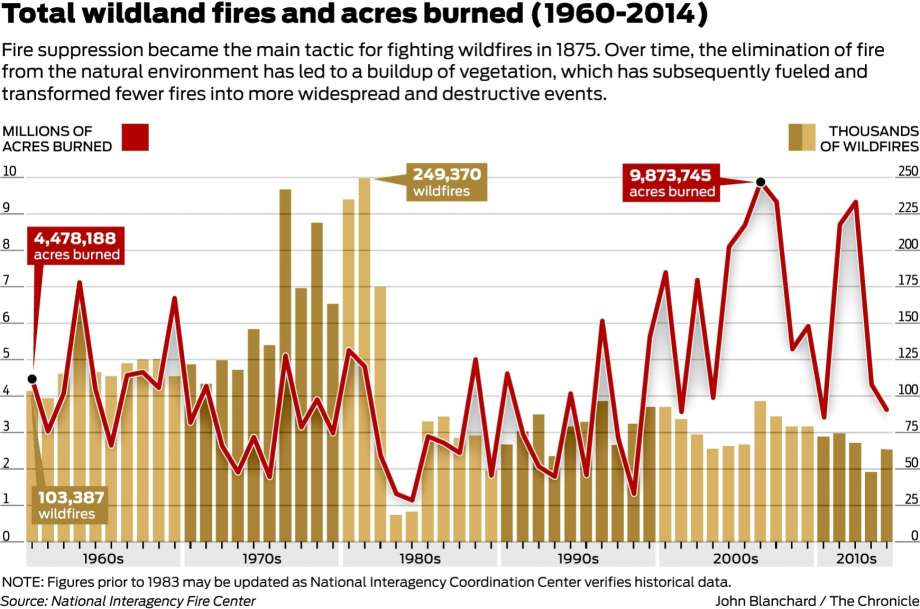 Total wildland fires and acres burned (1960-2014)
Fire suppression became the main tactic for fighting wildfires in 1875. Over time, the elimination of fire
from the natural environment has led to a buildup of vegetation, which has subsequently fueled and
transformed fewer fires into more widespread and destructive events.
MILLIONS OF
ACRES BURNED
THOUSANDS
OF WILDFIRES
10
9
8
7
6
5
4
3
2
1
0
4,478,188
acres burned
103,387
wildfires
249,370
wildfires
9,873,745
acres burned
250
225
200
175
150
125
100
75
50
25
0
1960s
1970s
1980s
1990s
2000s
2010s
NOTE: Figures prior to 1983 may be updated as National Interagency Coordination Center verifies historical data.
Source: National Interagency Fire Center
John Blanchard / The Chronicle